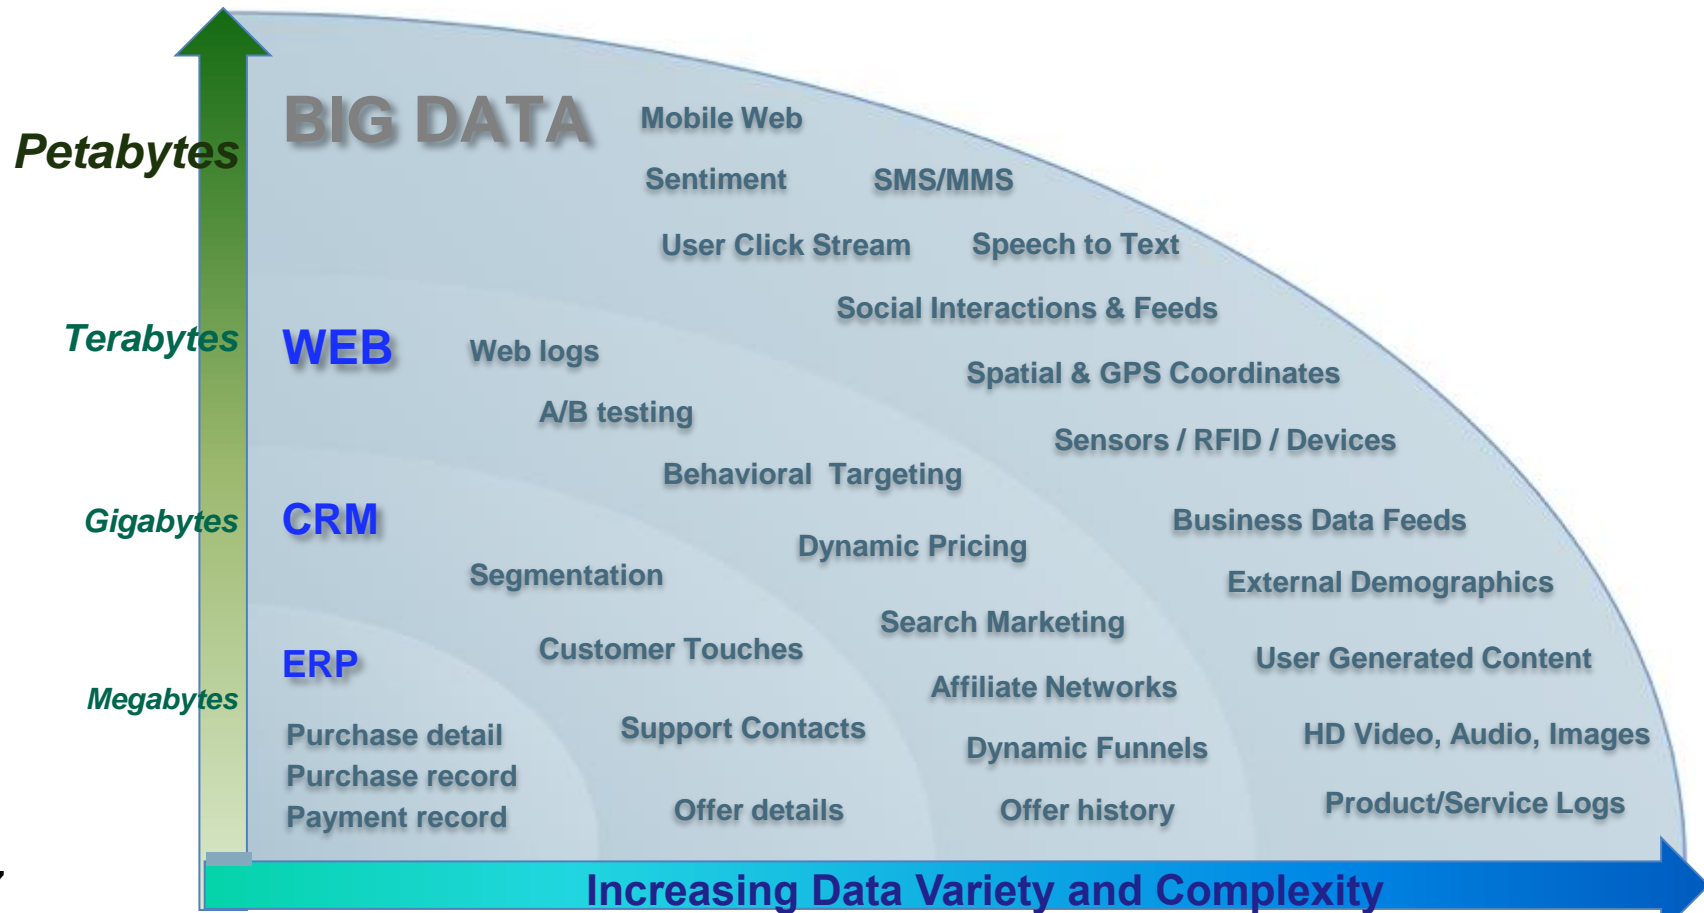 BIG DATA
Mobile Web
Petabytes
Sentiment
SMS/MMS
User Click Stream
Speech to Text
Social Interactions & Feeds
Terabytes
WEB
Web logs
Spatial & GPS Coordinates
A/B testing
Sensors / RFID / Devices
Behavioral Targeting
Gigabytes
CRM
Business Data Feeds
Dynamic Pricing
Segmentation
External Demographics
Search Marketing
Customer Touches
ERP
User Generated Content
Megabytes
Affiliate Networks
Purchase detail
Support Contacts
HD Video, Audio, Images
Dynamic Funnels
Purchase record
Payment record
Offer details
Offer history
Product/Service Logs
Increasing Data Variety and Complexity